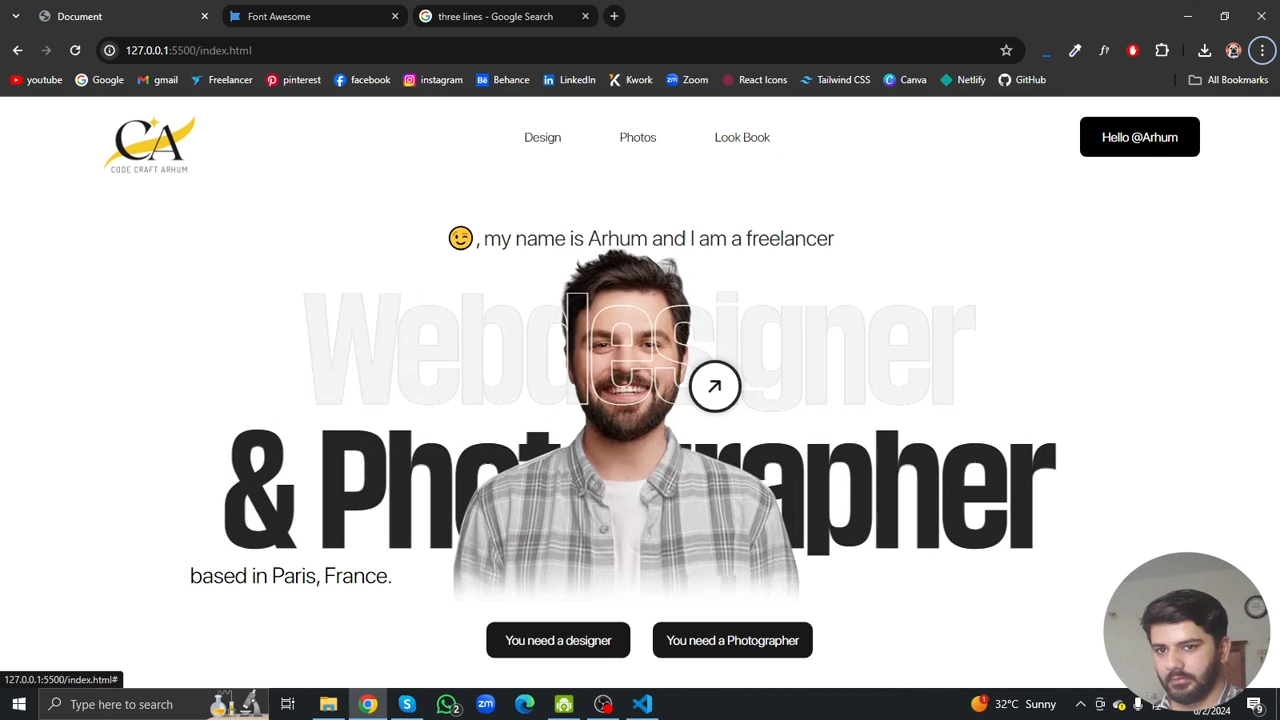 Document
Font Awesome
three lines - Google Search
127.0.0.1:5500/index.html
youtube
Google
gmail
Freelancer
pinterest
facebook
instagram
Behance
LinkedIn
Kwork
Zoom
React Icons
Tailwind CSS
Canva
Netlify
GitHub
All Bookmarks
CA
CODE CRAFT ARHUM
Design
Photos
Look Book
Hello @Arhum
, my name is Arhum and I am a freelancer
Webdesigner
based in Paris, France.
You need a designer
You need a Photographer
127.0.0.1:5500/index.html#
Type here to search
32°C Sunny